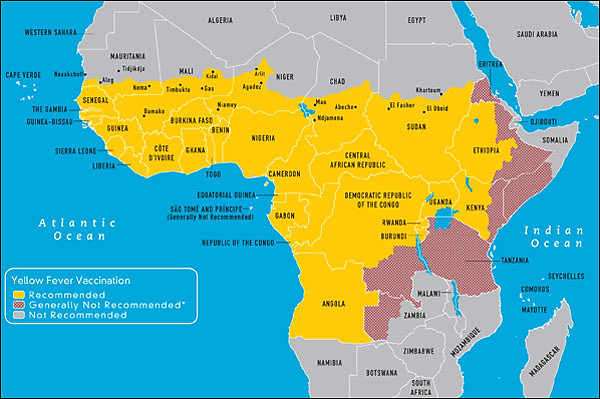 ALGERIA
LIBYA
EGYPT
SAUDI ARABIA
WESTERN SAHARA
MAURITANIA
Tidjikdja
Nouakchott
Aleg
MALI
Kidal
Arlit
NIGER
CHAD
ERITREA
CAPE VERDE
Nema
Timbuktu
Gao
Agadez
Khartoum
YEMEN
SENEGAL
Bamako
Niamey
Mao
Abeche
El Fasher
El Obeid
THE GAMBIA
GUINEA-BISSAU
BURKINA FASO
Ndjamena
DJIBOUTI
GUINEA
BENIN
SUDAN
SOMALIA
SIERRA LEONE
CÔTE
D'IVOIRE
GHANA
NIGERIA
ETHIOPIA
LIBERIA
CENTRAL
AFRICAN REPUBLIC
TOGO
CAMEROON
EQUATORIAL GUINEA
DEMOCRATIC REPUBLIC
OF THE CONGO
UGANDA
KENYA
SÃO TOMÉ AND PRÍNCIPE
(Generally Not Recommended)
GABON
RWANDA
BURUNDI
Atlantic
Ocean
Indian
Ocean
REPUBLIC OF THE CONGO
TANZANIA
SEYCHELLES
Yellow Fever Vaccination
Recommended
Generally Not Recommended*
Not Recommended
ANGOLA
MALAWI
COMOROS
MAYOTTE
ZAMBIA
MOZAMBIQUE
MADAGASCAR
ZIMBABWE
NAMIBIA
BOTSWANA
SOUTH
AFRICA